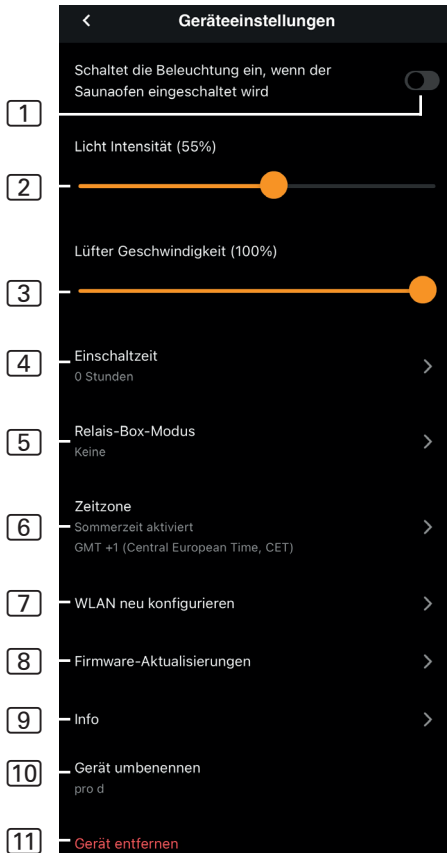 Geräteeinstellungen
Schaltet die Beleuchtung ein, wenn der
Saunaofen eingeschaltet wird
1
Licht Intensität (55%)
2
Lüfter Geschwindigkeit (100%)
3
4
Einschaltzeit
0 Stunden
5
Relais-Box-Modus
Keine
6
Zeitzone
Sommerzeit aktiviert
GMT +1 (Central European Time, CET)
7
WLAN neu konfigurieren
8
Firmware-Aktualisierungen
9
Info
10
Gerät umbenennen
pro d
11
Gerät entfernen